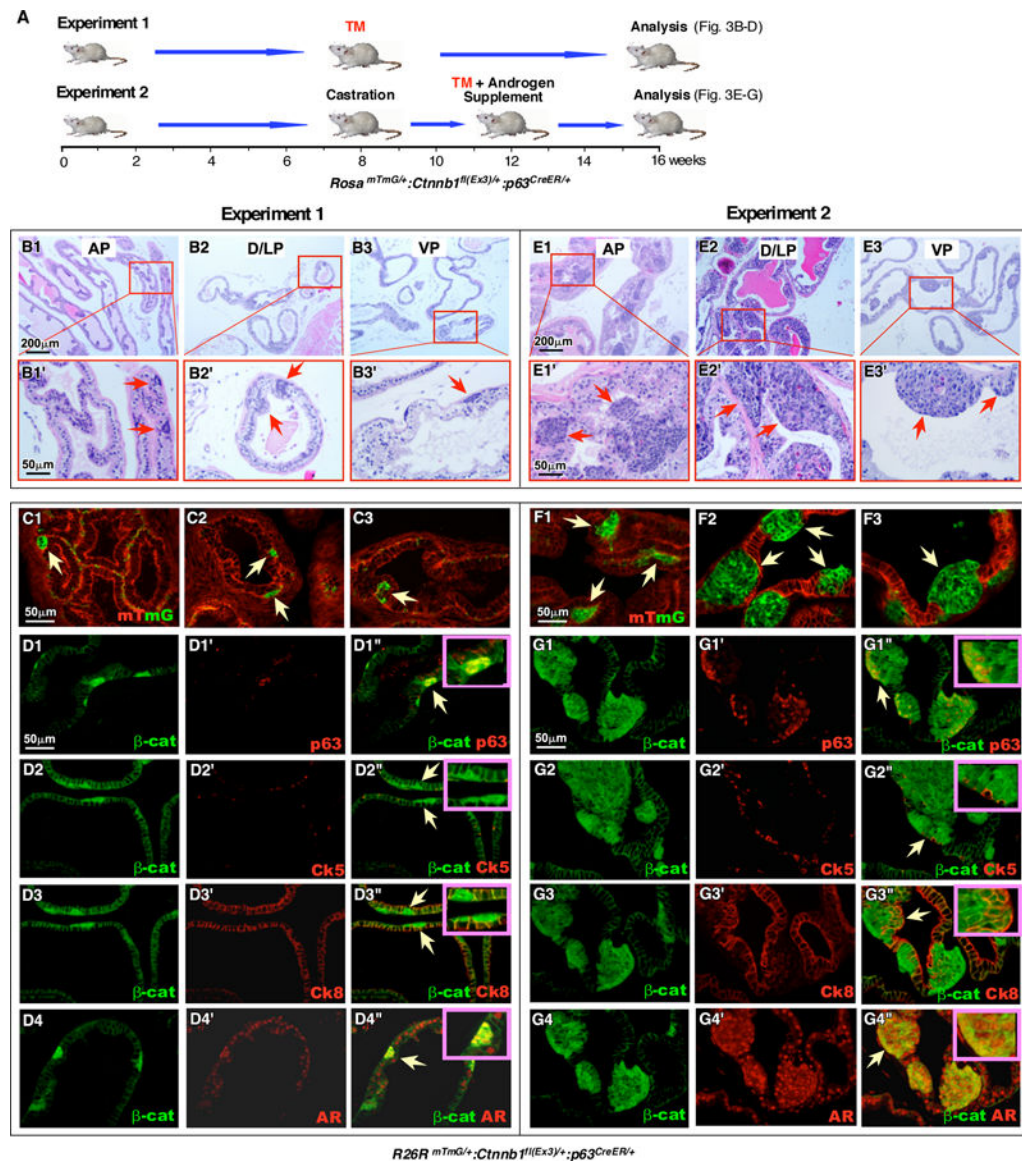 A
Experiment 1
TM
Analysis (Fig. 3B-D)
Experiment 2
Castration
TM + Androgen
Supplement
Analysis (Fig. 3E-G)
0 2 4 6 8 10 12 14 16 weeks
Rosa mTmG/+:Ctnnb1fl(Ex3)/+:p63CreER/+
Experiment 1 Experiment 2
B1 AP B2 D/LP B3 VP E1 AP E2 D/LP E3 VP
200µm 200µm
B1' B2' B3' E1' E2' E3'
50µm 50µm
C1 C2 C3 F1 F2 F3
50µm mTmG 50µm mTmG
D1 D1' D1" G1 G1' G1"
50µm β-cat p63 β-cat p63 50µm β-cat p63 β-cat p63
D2 D2' D2" G2 G2' G2"
β-cat Ck5 β-cat Ck5 β-cat Ck5 β-cat Ck5
D3 D3' D3" G3 G3' G3"
β-cat Ck8 β-cat Ck8 β-cat Ck8 β-cat Ck8
D4 D4' D4" G4 G4' G4"
β-cat AR β-cat AR β-cat AR β-cat AR
R26R mTmG/+:Ctnnb1fl(Ex3)/+:p63CreER/+